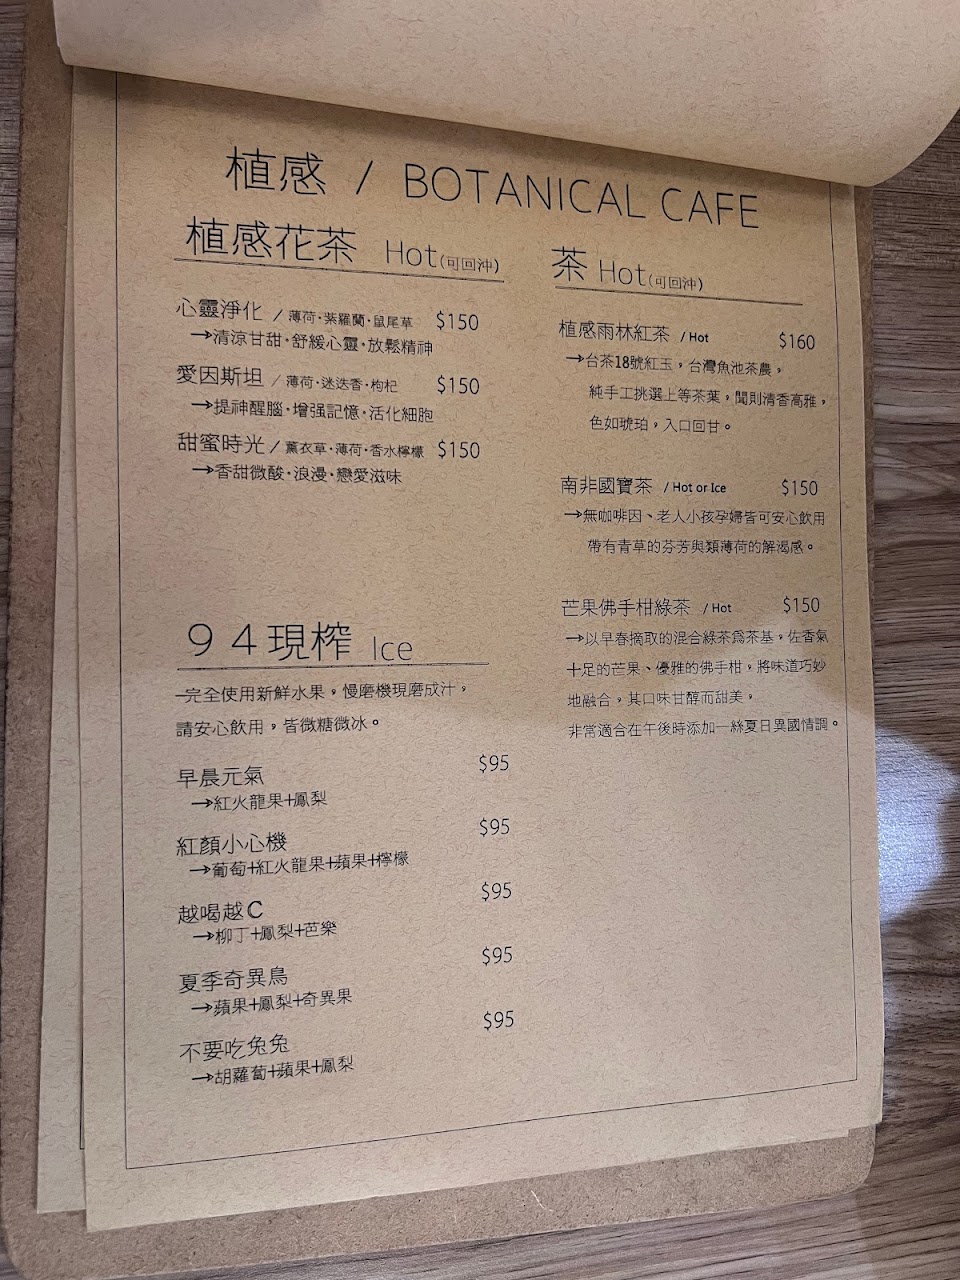 植感 / BOTANICAL CAFE
植感花茶 Hot(可回沖)
心靈淨化 / 薄荷·紫羅蘭·鼠尾草 $150
→清涼甘甜·舒緩心靈·放鬆精神
愛因斯坦 / 薄荷·迷迭香·枸杞 $150
→提神醒腦·增强記憶·活化細胞
甜蜜時光 / 薰衣草·薄荷·香水檸檬 $150
→香甜微酸·浪漫·戀愛滋味
94現榨 Ice
—完全使用新鮮水果，慢磨機現磨成汁，
請安心飲用，皆微糖微冰。
早晨元氣 $95
→紅火龍果+鳳梨
紅顏小心機 $95
→葡萄+紅火龍果+蘋果+檸檬
越喝越C $95
→柳丁+鳳梨+芭樂
夏季奇異鳥 $95
→蘋果+鳳梨+奇異果
不要吃兔兔 $95
→胡蘿蔔+蘋果+鳳梨
茶 Hot(可回沖)
植感雨林紅茶 / Hot $160
→台茶18號紅玉，台灣魚池茶農，
純手工挑選上等茶葉，聞則清香高雅，
色如琥珀，入口回甘。
南非國寶茶 / Hot or Ice $150
→無咖啡因、老人小孩孕婦皆可安心飲用
帶有青草的芬芳與類薄荷的解渴感。
芒果佛手柑綠茶 / Hot $150
→以早春摘取的混合綠茶為茶基，佐香氣
十足的芒果、優雅的佛手柑，將味道巧妙
地融合，其口味甘醇而甜美，
非常適合在午後時添加一絲夏日異國情調。